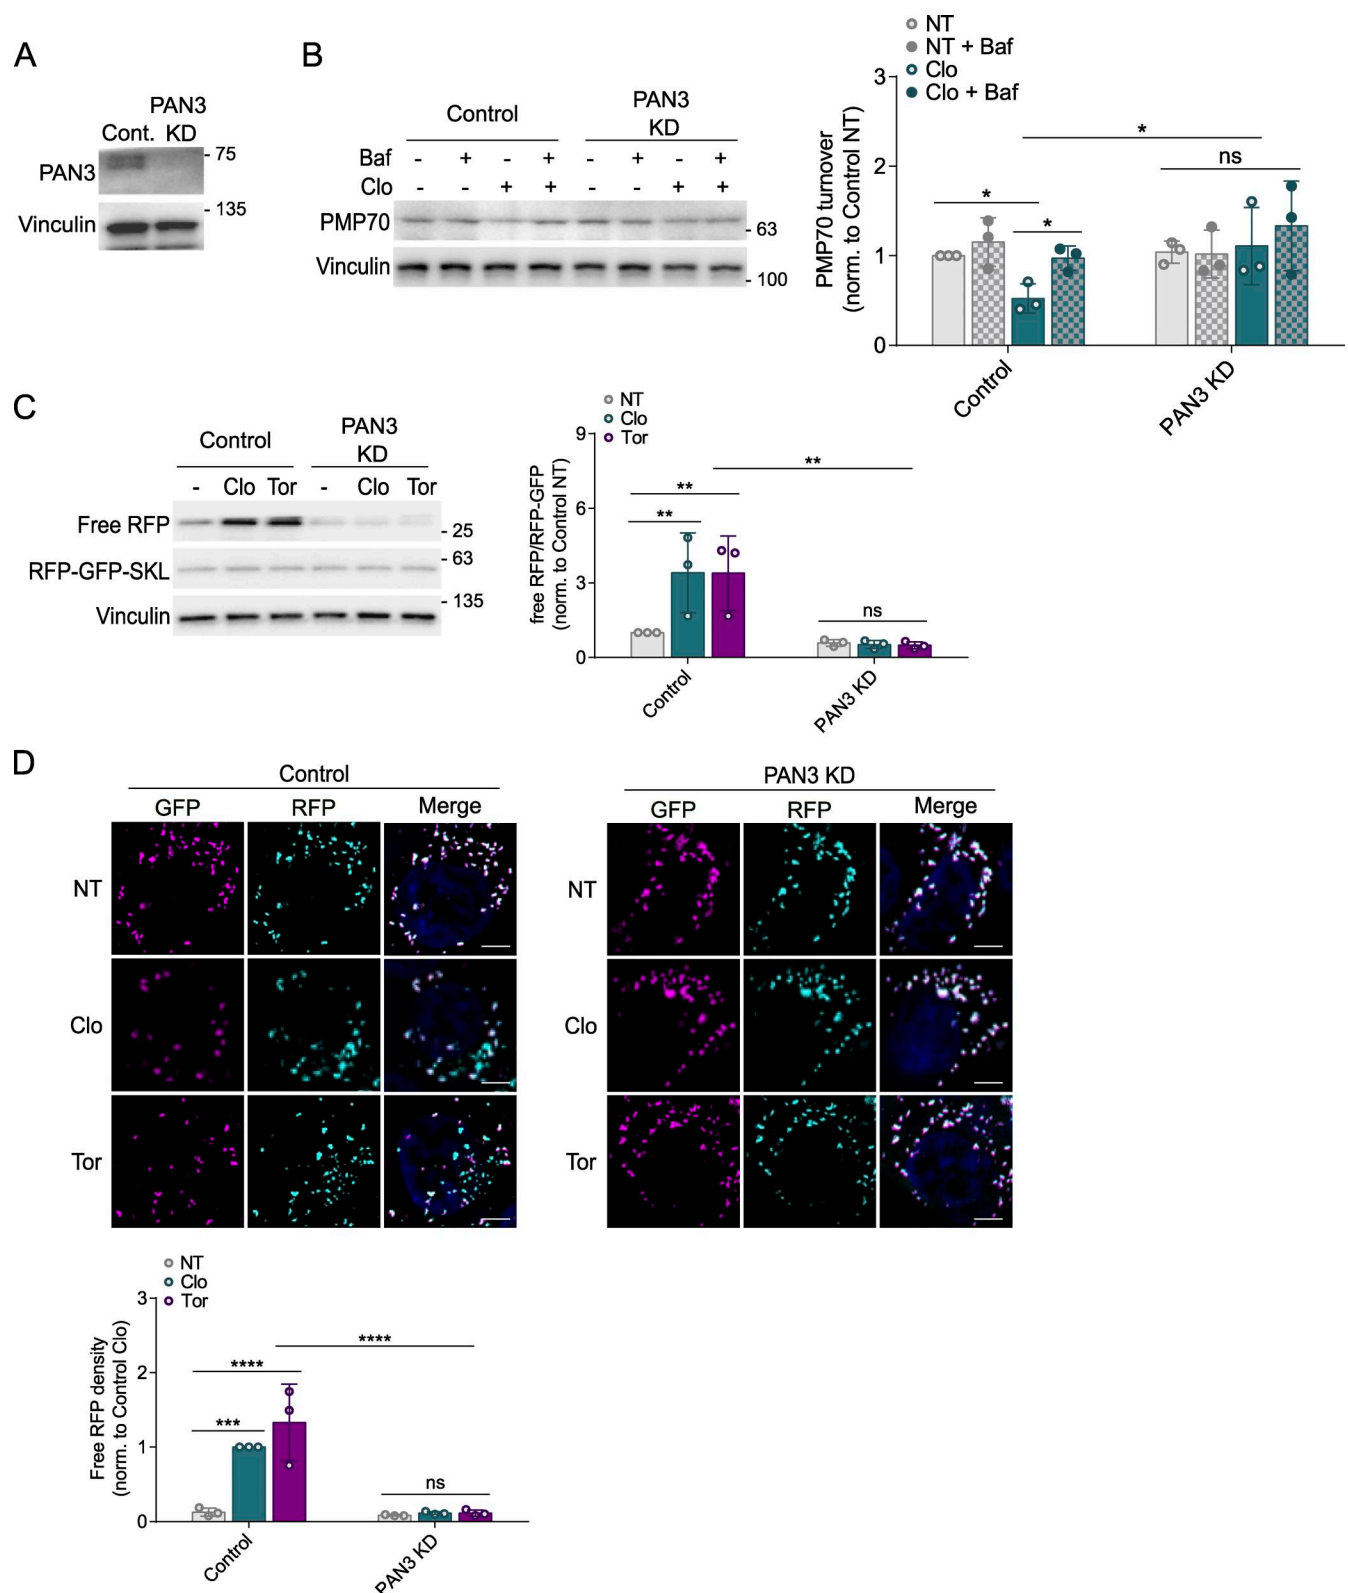 A
PAN3
Cont. KD
PAN3
- 75
Vinculin
- 135
B
Control
PAN3
KD
Baf - + - + - + - +
Clo - - + + - - + +
PMP70
- 63
Vinculin
- 100
NT
NT + Baf
Clo
Clo + Baf
PMP70 turnover
(norm. to Control NT)
3
2
1
0
*
*
*
ns
Control
PAN3 KD
C
Control
PAN3
KD
- Clo Tor - Clo Tor
Free RFP
- 25
RFP-GFP-SKL
- 63
Vinculin
- 135
NT
Clo
Tor
free RFP/RFP-GFP
(norm. to Control NT)
9
6
3
0
**
**
**
ns
Control
PAN3 KD
D
Control
GFP RFP Merge
NT
Clo
Tor
PAN3 KD
GFP RFP Merge
NT
Clo
Tor
NT
Clo
Tor
Free RFP density
(norm. to Control Clo)
3
2
1
0
****
****
***
ns
Control
PAN3 KD